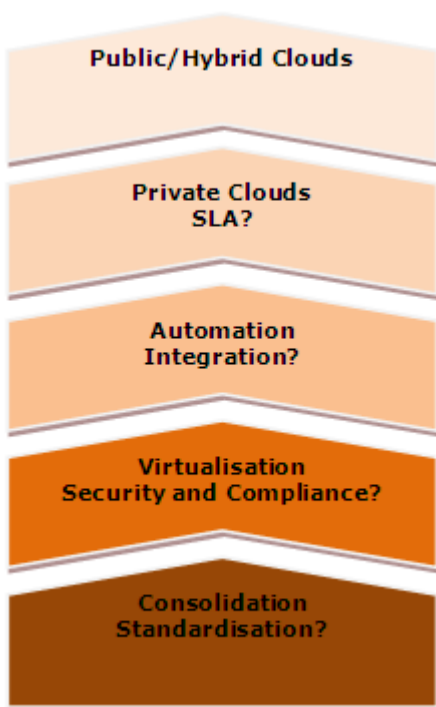 Public/Hybrid Clouds
Private Clouds
SLA?
Automation
Integration?
Virtualisation
Security and Compliance?
Consolidation
Standardisation?